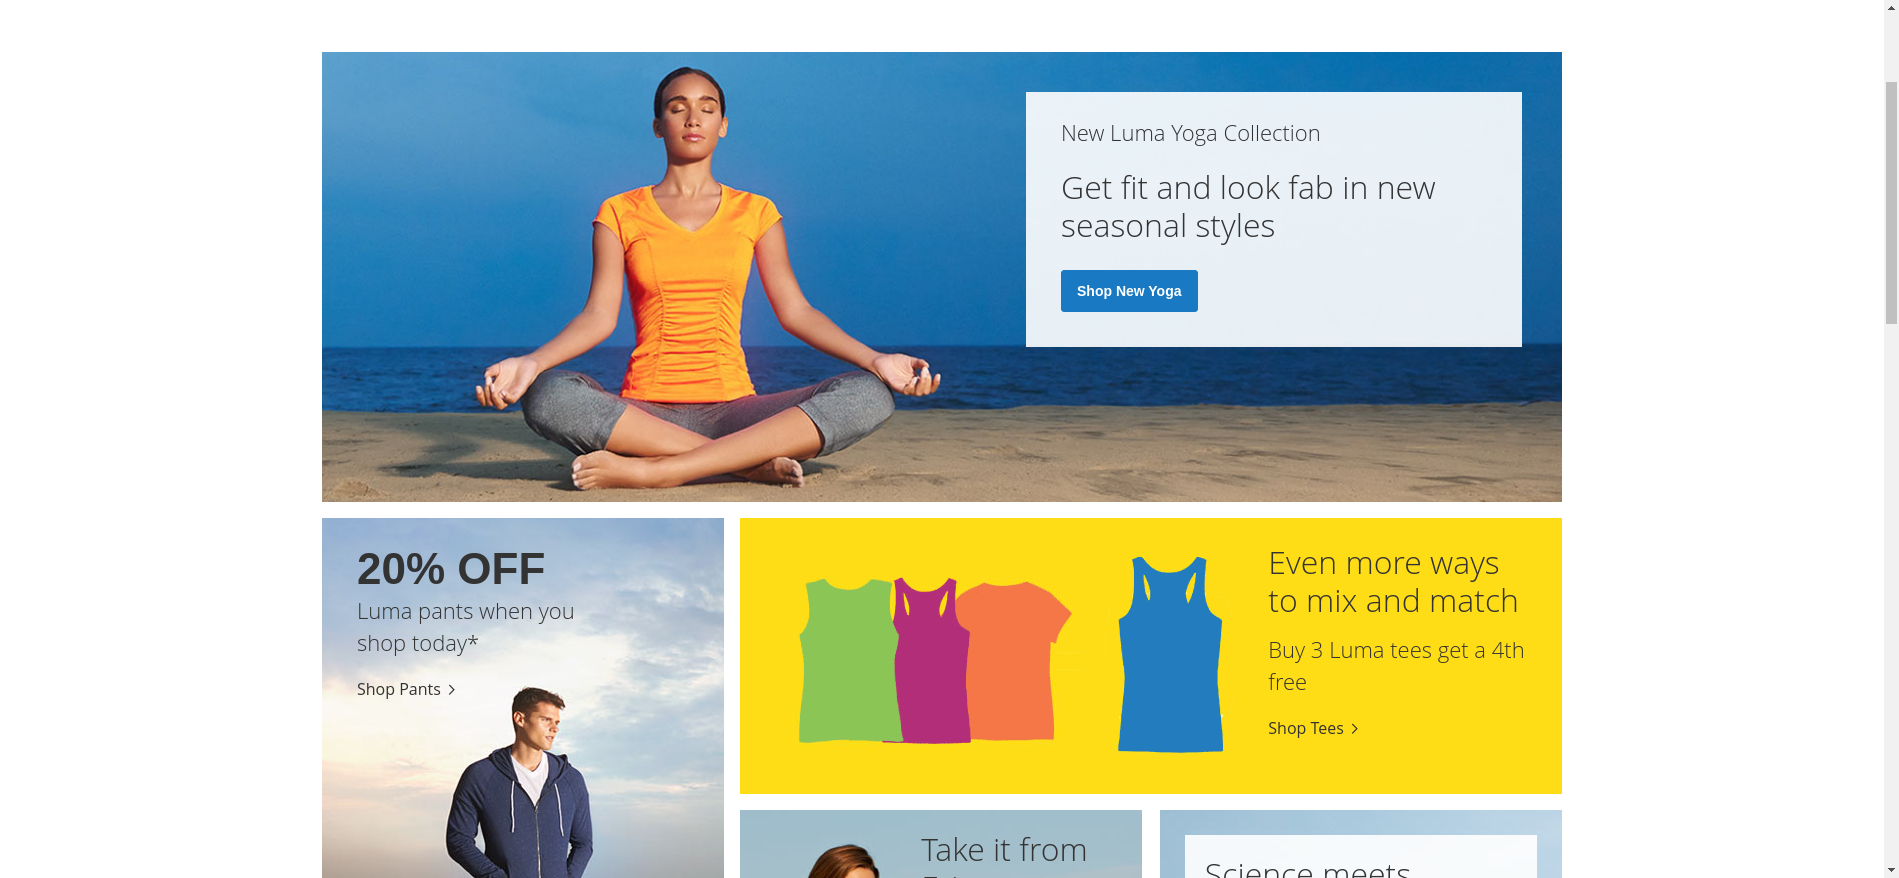 New Luma Yoga Collection
Get fit and look fab in new
seasonal styles
Shop New Yoga
20% OFF
Luma pants when you
shop today*
Shop Pants
Even more ways
to mix and match
Buy 3 Luma tees get a 4th
free
Shop Tees
Take it from
Science meets